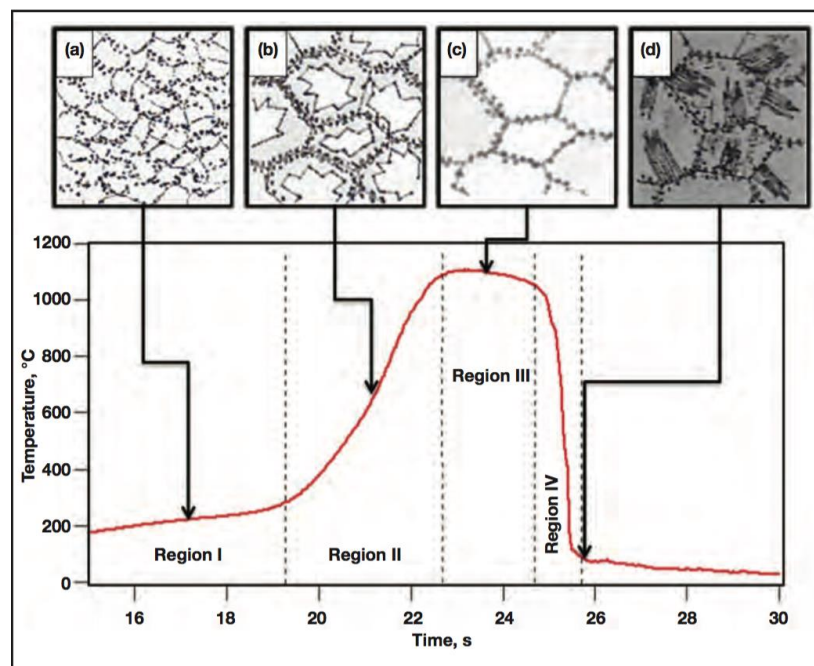 (a)
(b)
(c)
(d)
1200
1000
800
600
400
200
0
Temperature, °C
Region I
Region II
Region III
Region IV
16
18
20
22
24
26
28
30
Time, s